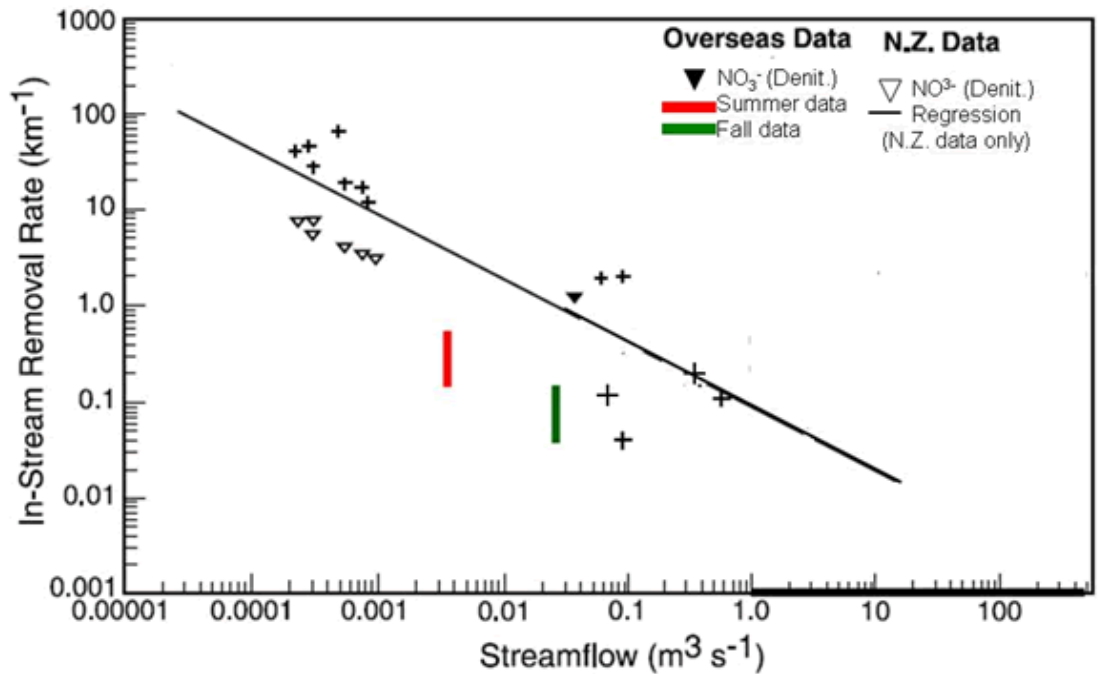 1000
100
10
1.0
0.1
0.01
0.001
In-Stream Removal Rate (km⁻¹)
Overseas Data
NO₃⁻ (Denit.)
Summer data
Fall data
N.Z. Data
NO³⁻ (Denit.)
Regression
(N.Z. data only)
0.00001 0.0001 0.001 0.01 0.1 1.0 10 100
Streamflow (m³ s⁻¹)